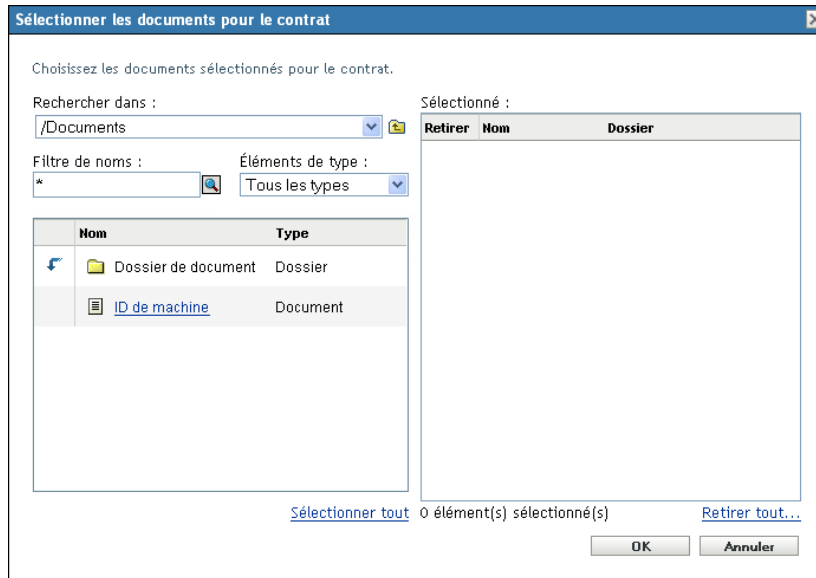 Sélectionner les documents pour le contrat
Choisissez les documents sélectionnés pour le contrat.
Rechercher dans :
/Documents
Filtre de noms :
Éléments de type :
*
Tous les types
Nom
Type
Dossier de document
Dossier
ID de machine
Document
Sélectionner tout
Sélectionné :
Retirer
Nom
Dossier
0 élément(s) sélectionné(s)
Retirer tout...
OK
Annuler